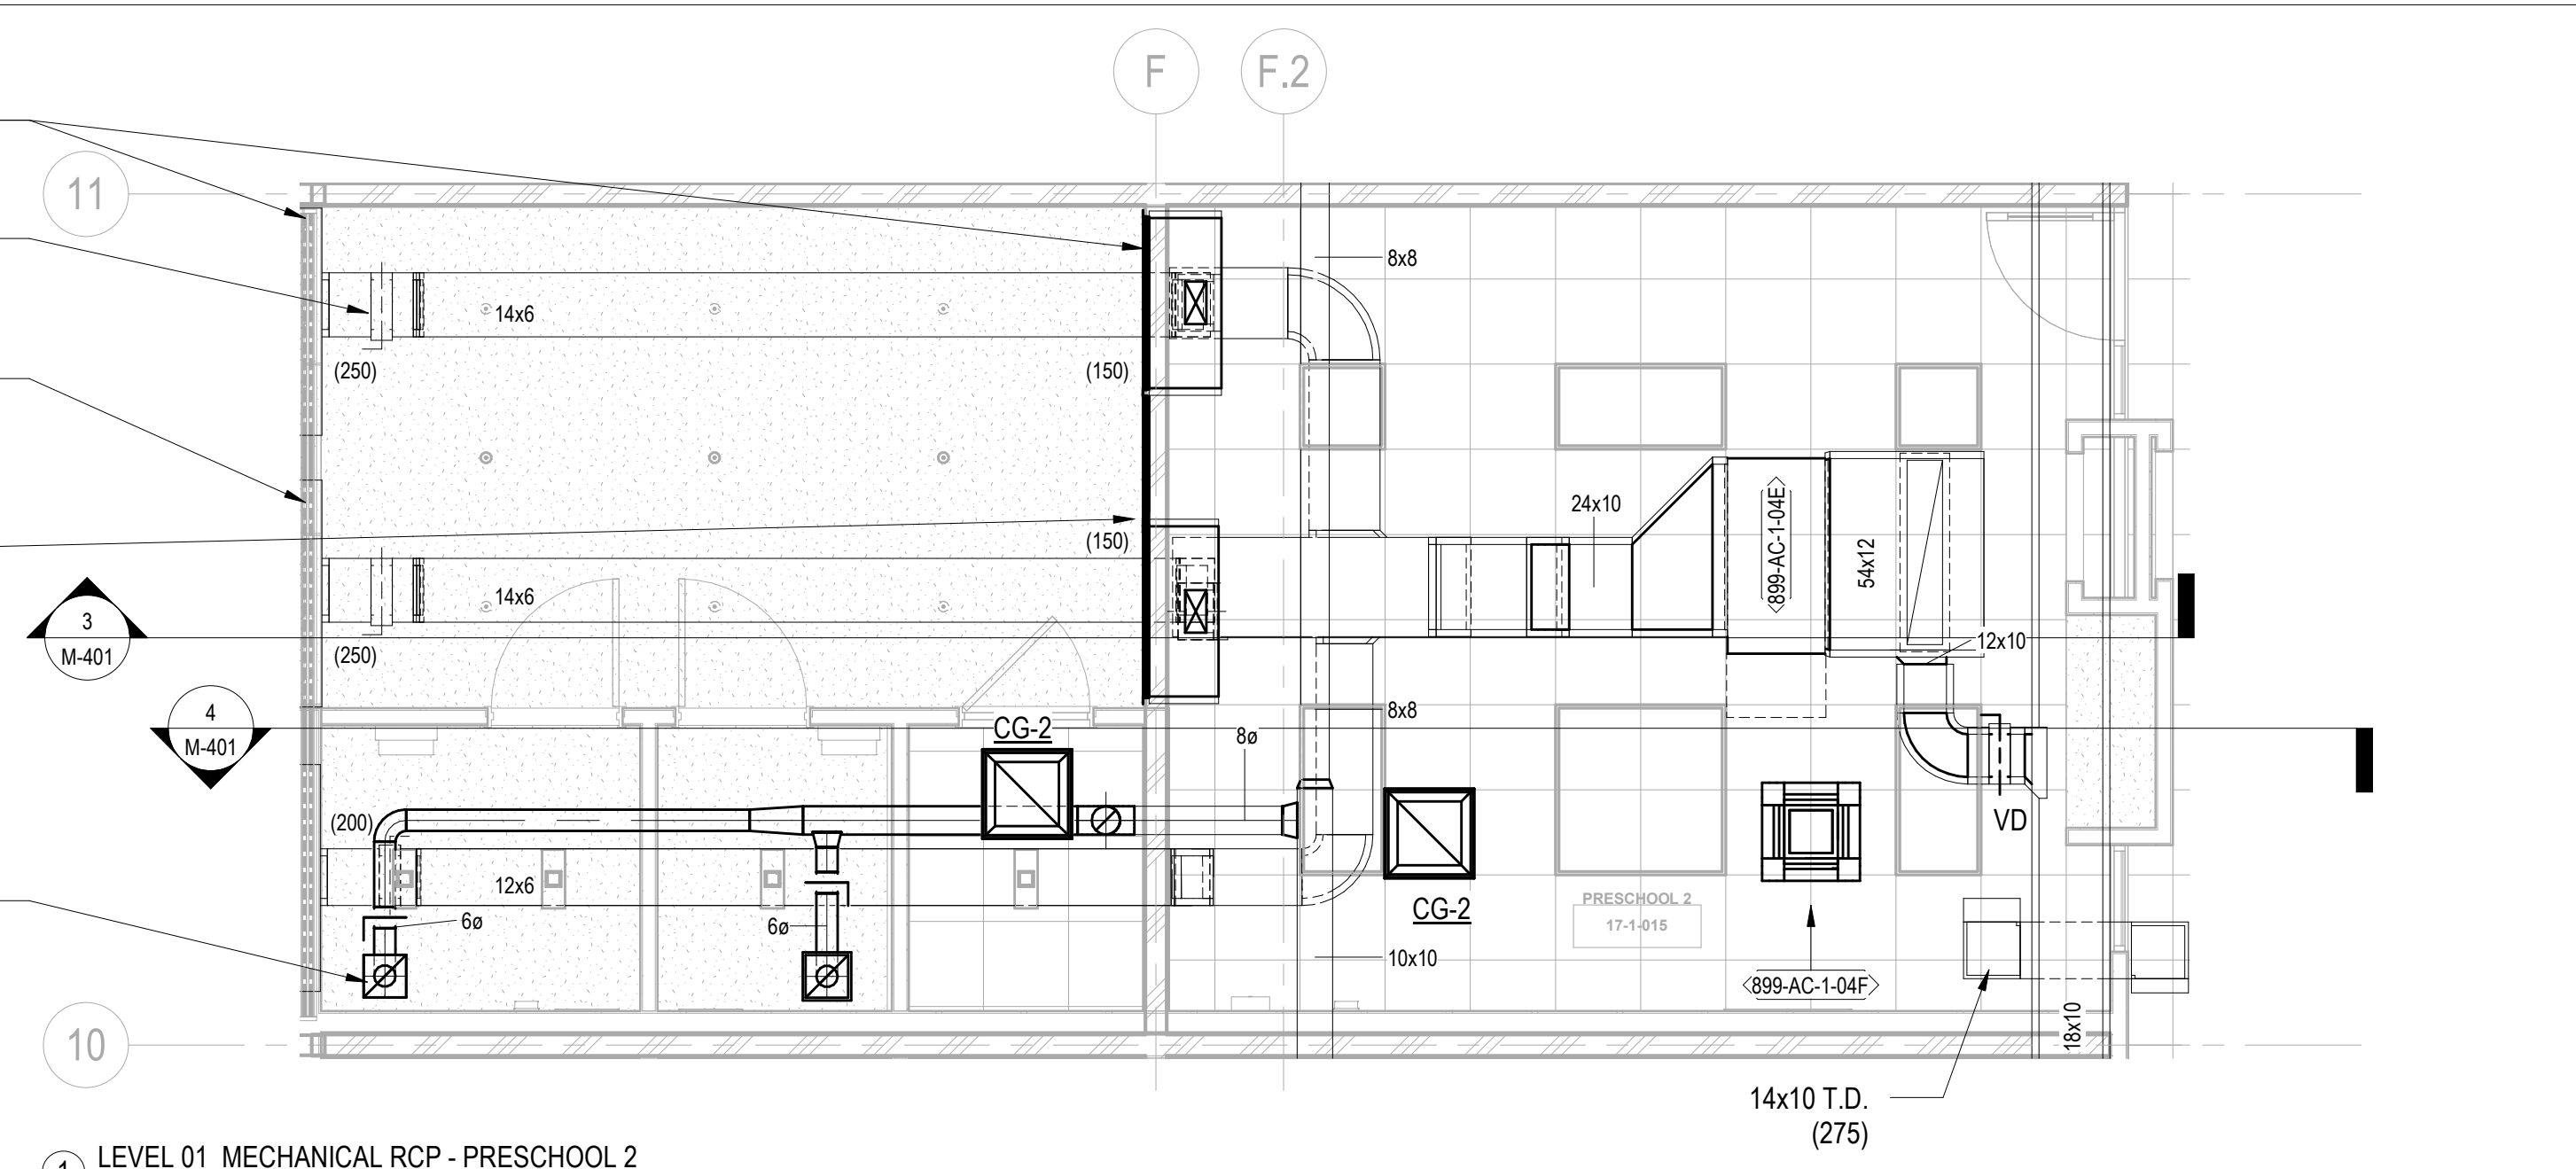 F
F.2
11
8x8
14x6
(250)
(150)
24x10
899-AC-1-04E
54x12
(150)
14x6
3
M-401
(250)
12x10
4
M-401
8x8
CG-2
8ø
(200)
VD
12x6
PRESCHOOL 2
17-1-015
CG-2
6ø
6ø
10x10
899-AC-1-04F
18x10
10
14x10 T.D.
(275)
1
LEVEL 01 MECHANICAL RCP - PRESCHOOL 2